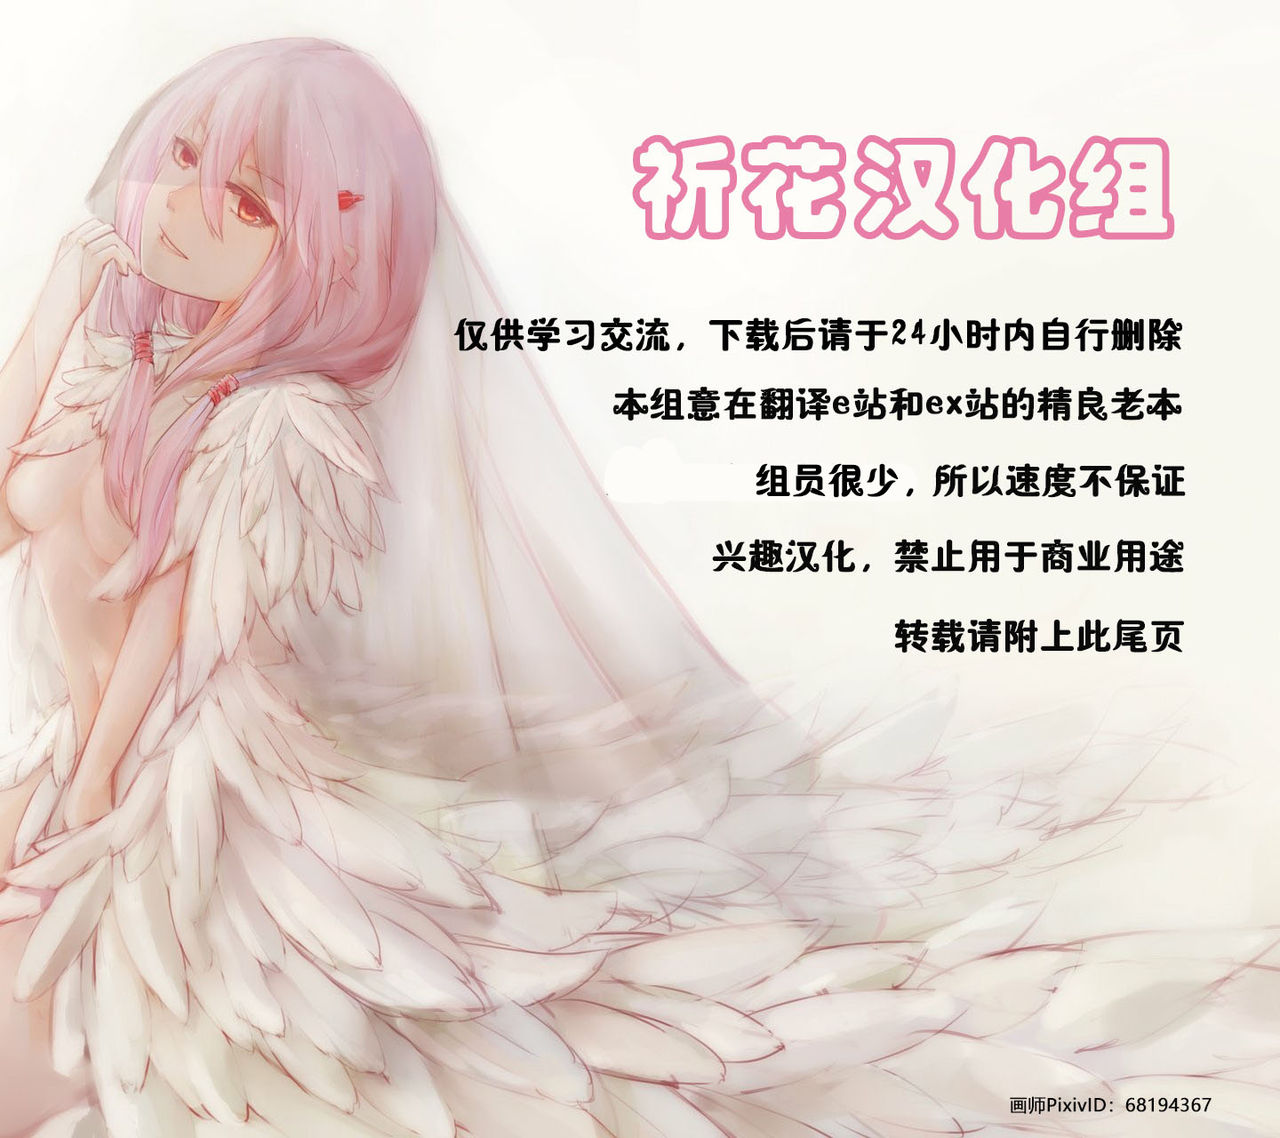 祈花汉化组
仅供学习交流，下载后请于24小时内自行删除
本组意在翻译e站和ex站的精良老本
组员很少，所以速度不保证
兴趣汉化，禁止用于商业用途
转载请附上此尾页
画师PixivID：68194367